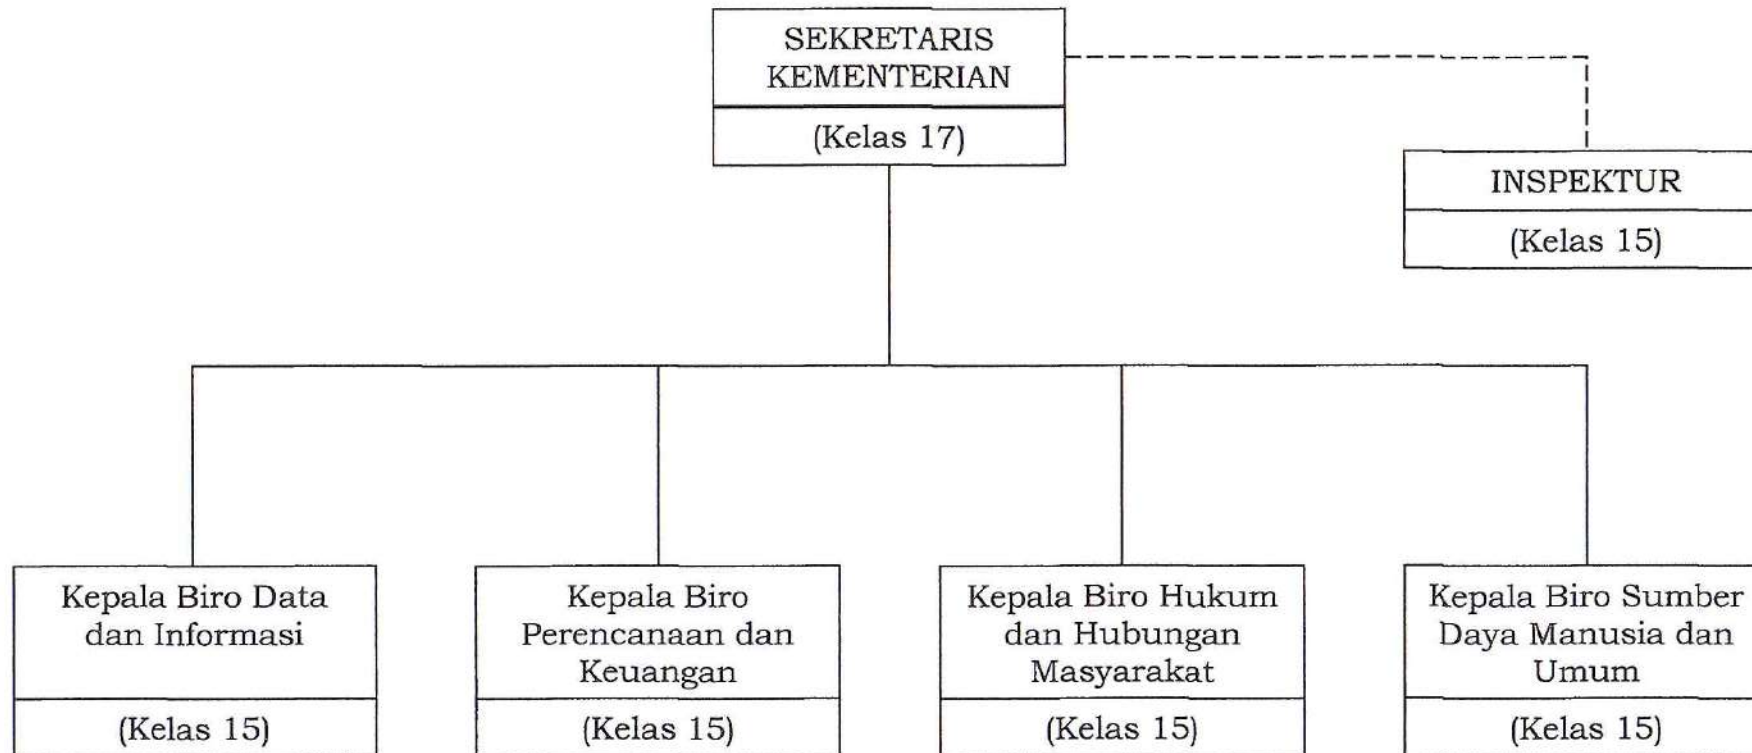 SEKRETARIS
KEMENTERIAN
(Kelas 17)
INSPEKTUR
(Kelas 15)
Kepala Biro Data
dan Informasi
(Kelas 15)
Kepala Biro
Perencanaan dan
Keuangan
(Kelas 15)
Kepala Biro Hukum
dan Hubungan
Masyarakat
(Kelas 15)
Kepala Biro Sumber
Daya Manusia dan
Umum
(Kelas 15)